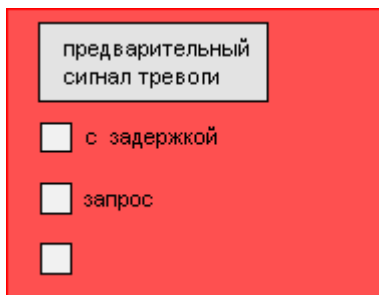 предварительный
сигнал тревоги
с задержкой
запрос